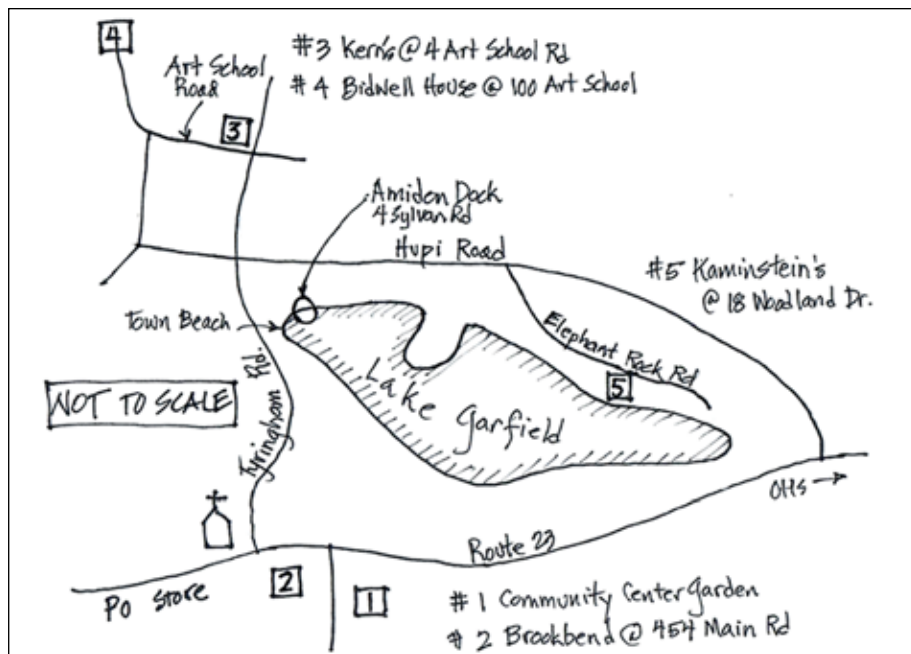 4
Art School
Road
#3 Kern's @ 4 Art School Rd
#4 Bidwell House @ 100 Art School
3
Amidon Dock
4 Sylvan Rd
Hupi Road
#5 Kaminstein's
@ 18 Woodland Dr.
Town Beach
Elephant Rock Rd
5
NOT TO SCALE
Lake Garfield
Tyringham Rd.
OHS
Route 23
PO Store
2
1
#1 Community Center Garden
#2 Brookbend @ 454 Main Rd